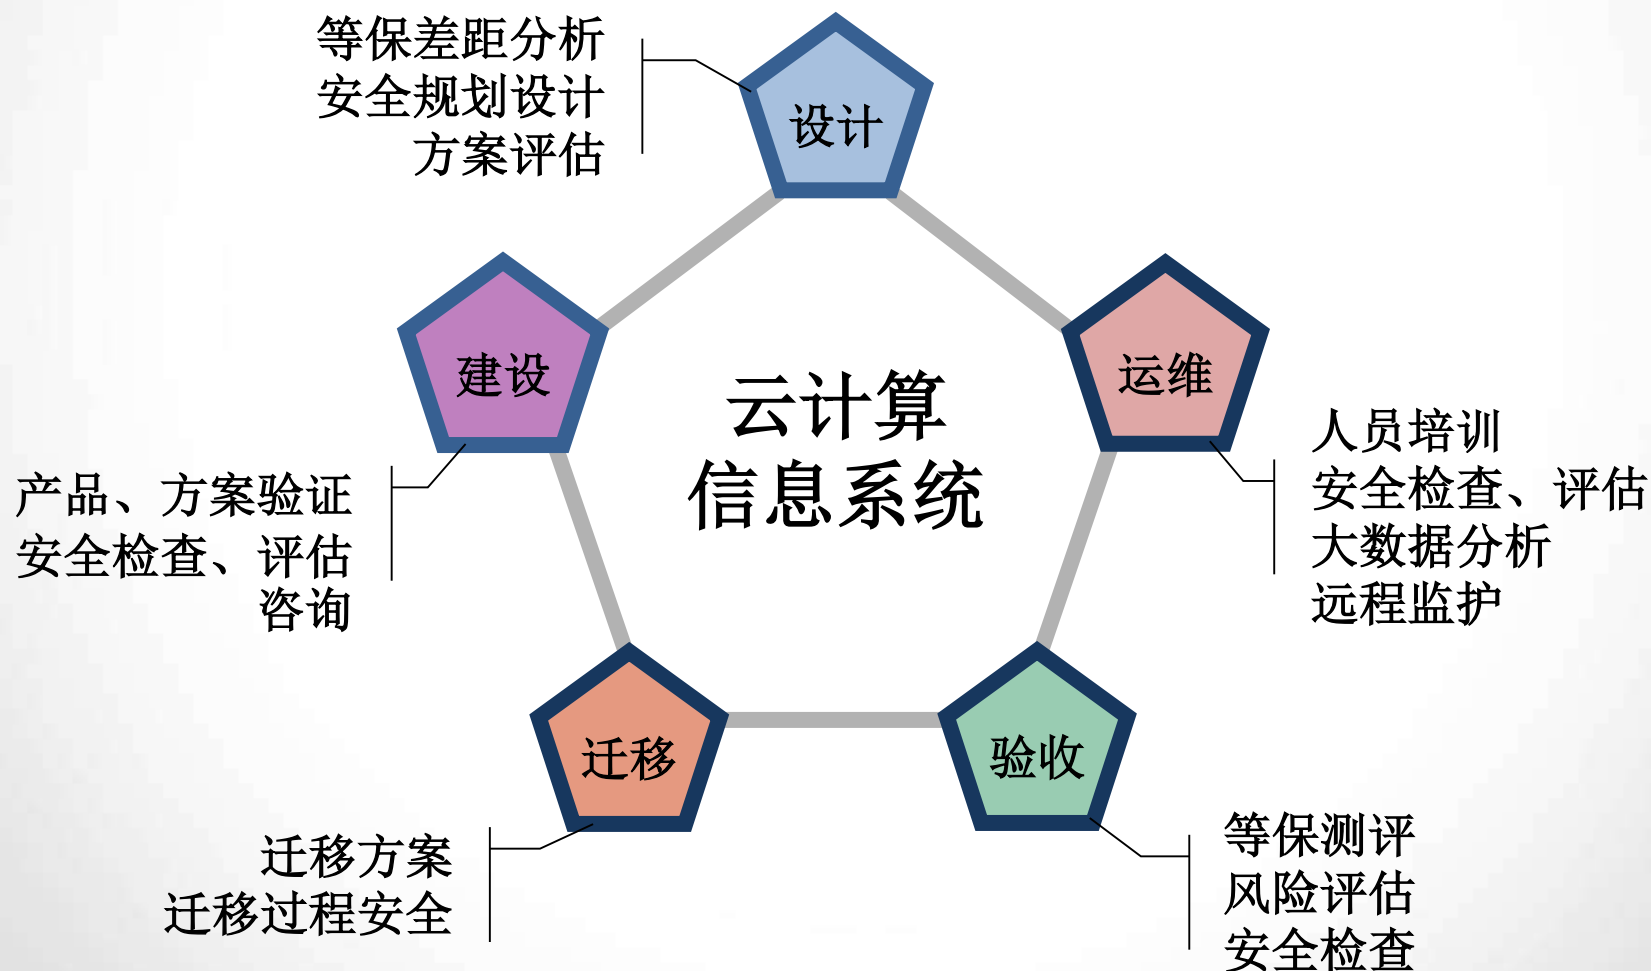 等保差距分析
安全规划设计
方案评估
设计
建设
运维
云计算
信息系统
产品、方案验证
安全检查、评估
咨询
人员培训
安全检查、评估
大数据分析
远程监护
迁移
验收
迁移方案
迁移过程安全
等保测评
风险评估
安全检查